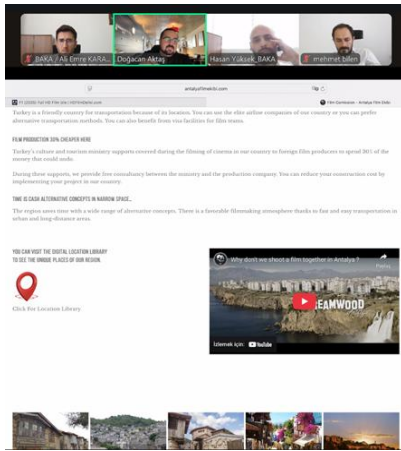 BAKA / Ali Emre KARA...
Doğacan Aktaş
Hasan Yüksek_BAKA
mehmet bilen
antalyafilmekibi.com
Film Comission - Antalya Film Ekibi
Turkey is a friendly country for transportation because of its location. You can use the elite airline companies of our country or you can prefer
alternative transportation methods. You can also benefit from visa facilities for film teams.
FILM PRODUCTION 30% CHEAPER HERE
Turkey's culture and tourism ministry supports covered during the filming of cinema in our country to foreign film producers to spend 30% of the
money that could made.
During these supports, we provide free consultancy between the ministry and the production company. You can reduce your construction cost by
implementing your project in our country.
TIME IS CASH ALTERNATIVE CONCEPTS IN NARROW SPACE..
The region saves time with a wide range of alternative concepts. There is a favorable filmmaking atmosphere thanks to fast and easy transportation in
urban and long-distance areas.
YOU CAN VISIT THE DIGITAL LOCATION LIBRARY
TO SEE THE UNIQUE PLACES OF OUR REGION.
Click For Location Library
Why don't we shoot a film together in Antalya ?
Paylaş
DREAMWOOD
İzlemek için: YouTube